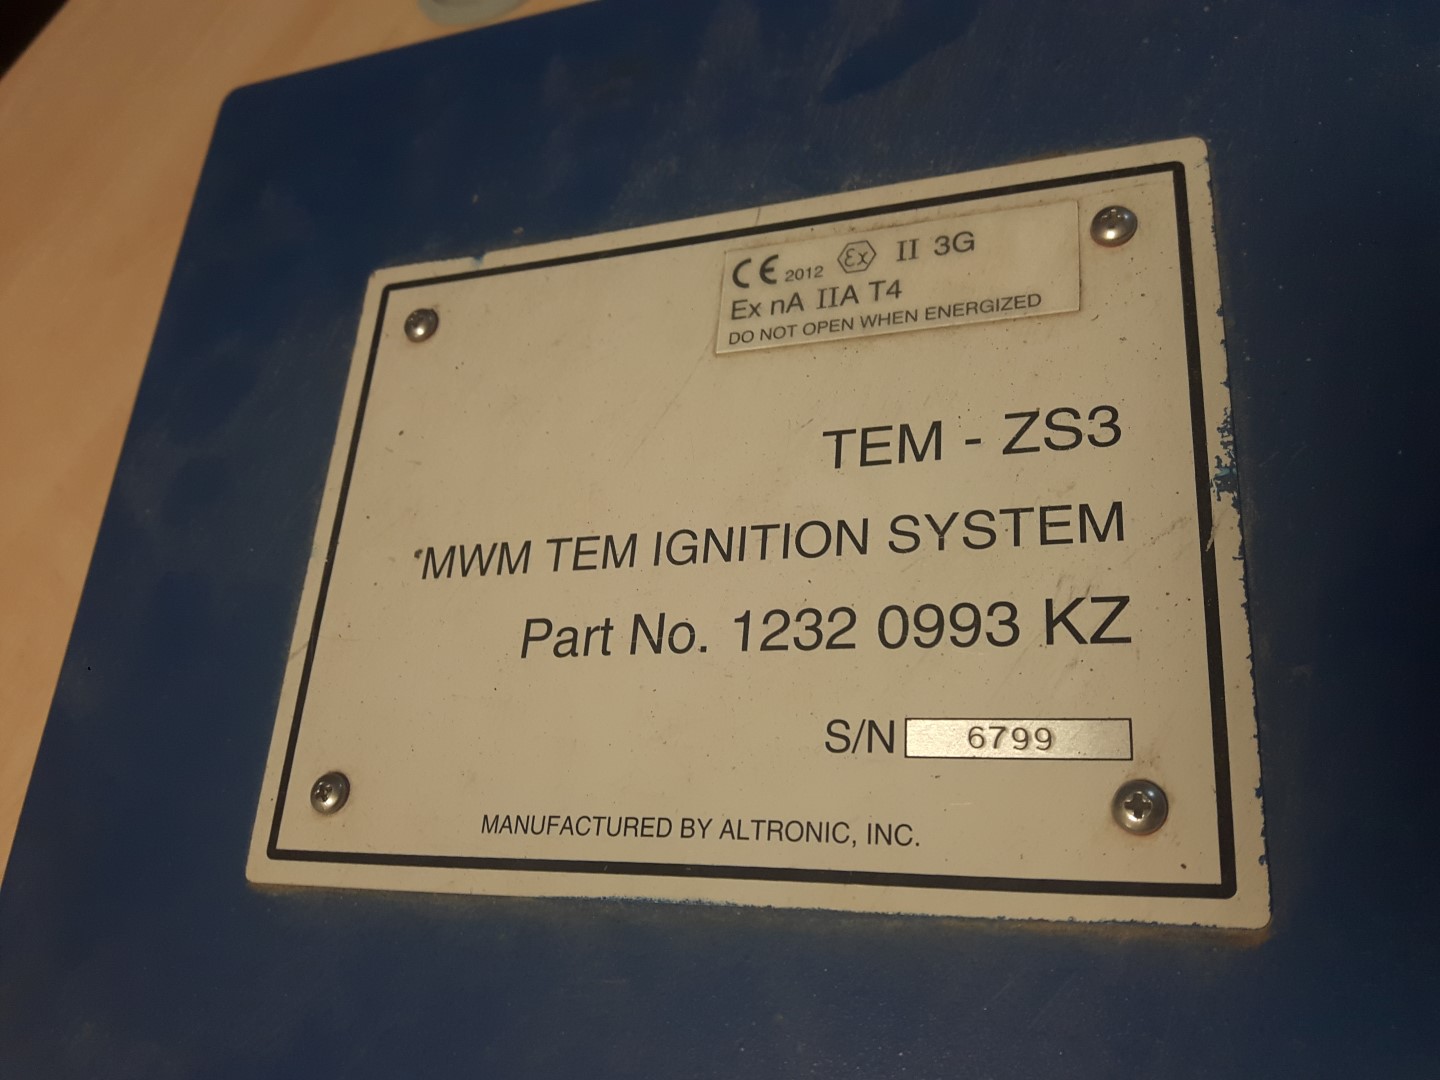 CE 2012 Ex II 3G
Ex nA IIA T4
DO NOT OPEN WHEN ENERGIZED
TEM - ZS3
MWM TEM IGNITION SYSTEM
Part No. 1232 0993 KZ
S/N 6799
MANUFACTURED BY ALTRONIC, INC.